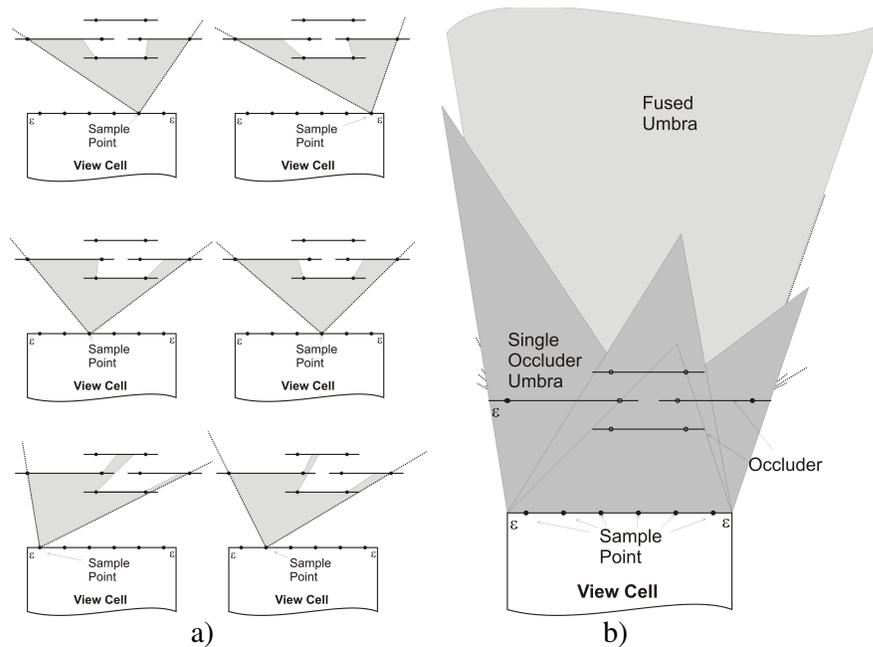 ε
ε
Sample
Point
View Cell
ε
Sample
Point
View Cell
ε
ε
Sample
Point
View Cell
ε
ε
Sample
Point
View Cell
ε
ε
Sample
Point
View Cell
ε
ε
Sample
Point
View Cell
a)
Fused
Umbra
Single
Occluder
Umbra
ε
Occluder
ε
ε
Sample
Point
View Cell
b)